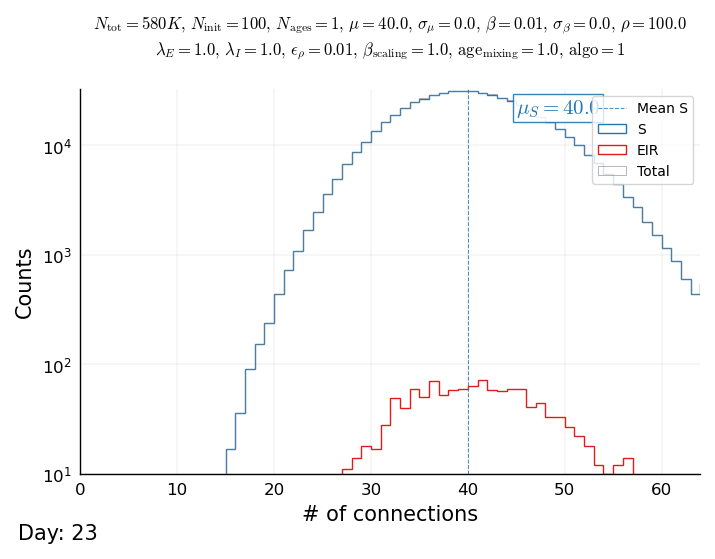 N_tot = 580K, N_init = 100, N_ages = 1, μ = 40.0, σ_μ = 0.0, β = 0.01, σ_β = 0.0, ρ = 100.0
λ_E = 1.0, λ_I = 1.0, ϵ_ρ = 0.01, β_scaling = 1.0, age_mixing = 1.0, algo = 1
μ_S = 40.0
Mean S
S
EIR
Total
10^4
10^3
10^2
10^1
Counts
0 10 20 30 40 50 60
# of connections
Day: 23